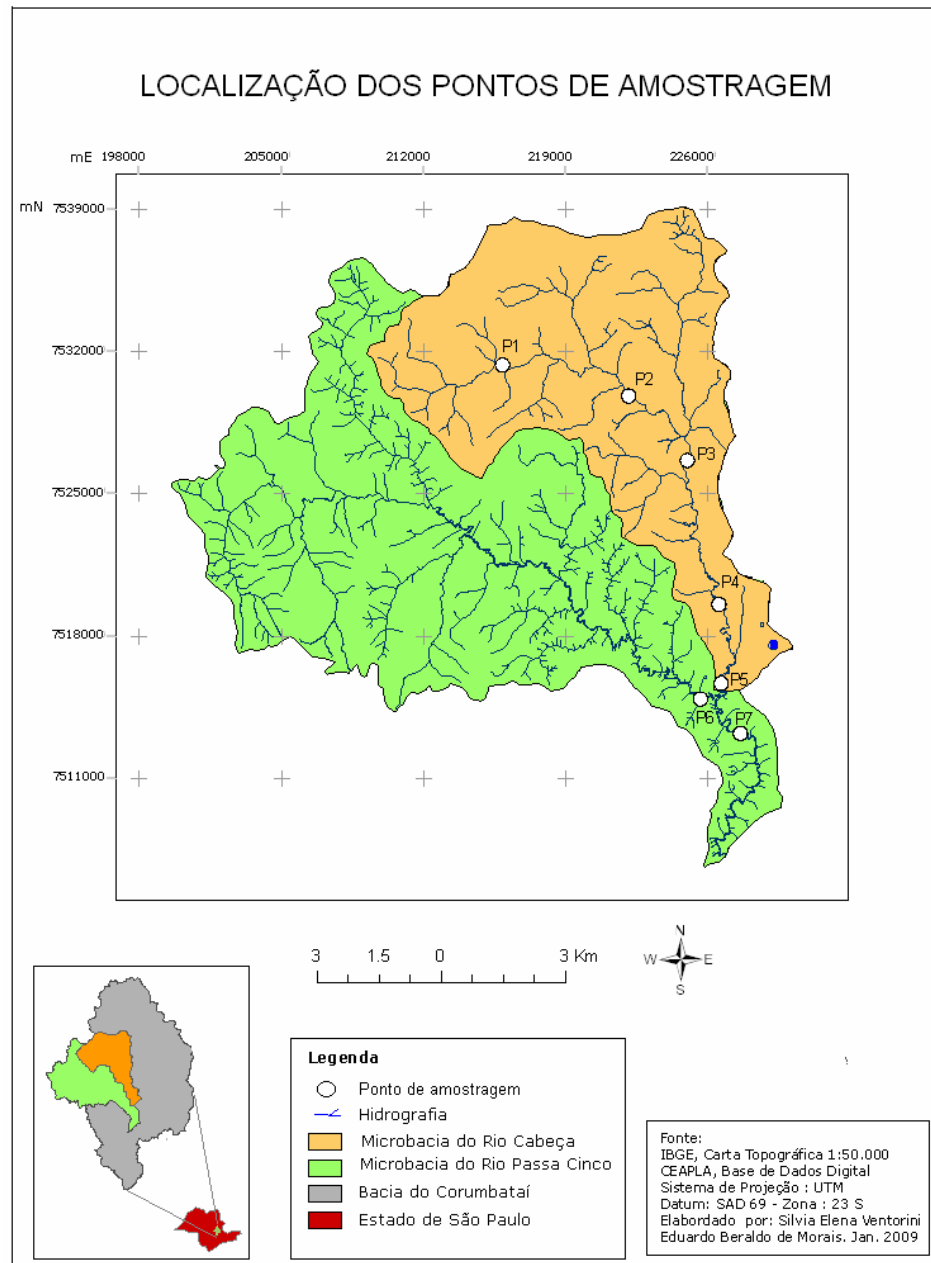 LOCALIZAÇÃO DOS PONTOS DE AMOSTRAGEM
mE 198000 205000 212000 219000 226000
mN 7539000
7532000
P1
P2
P3
7525000
P4
7518000
P5
P6 P7
7511000
3 1.5 0 3 Km
N
W E
S
Legenda
Ponto de amostragem
Hidrografia
Microbacia do Rio Cabeça
Microbacia do Rio Passa Cinco
Bacia do Corumbataí
Estado de São Paulo
Fonte:
IBGE, Carta Topográfica 1:50.000
CEAPLA, Base de Dados Digital
Sistema de Projeção : UTM
Datum: SAD 69 - Zona : 23 S
Elaborado por: Silvia Elena Ventorini
Eduardo Beraldo de Morais. Jan. 2009